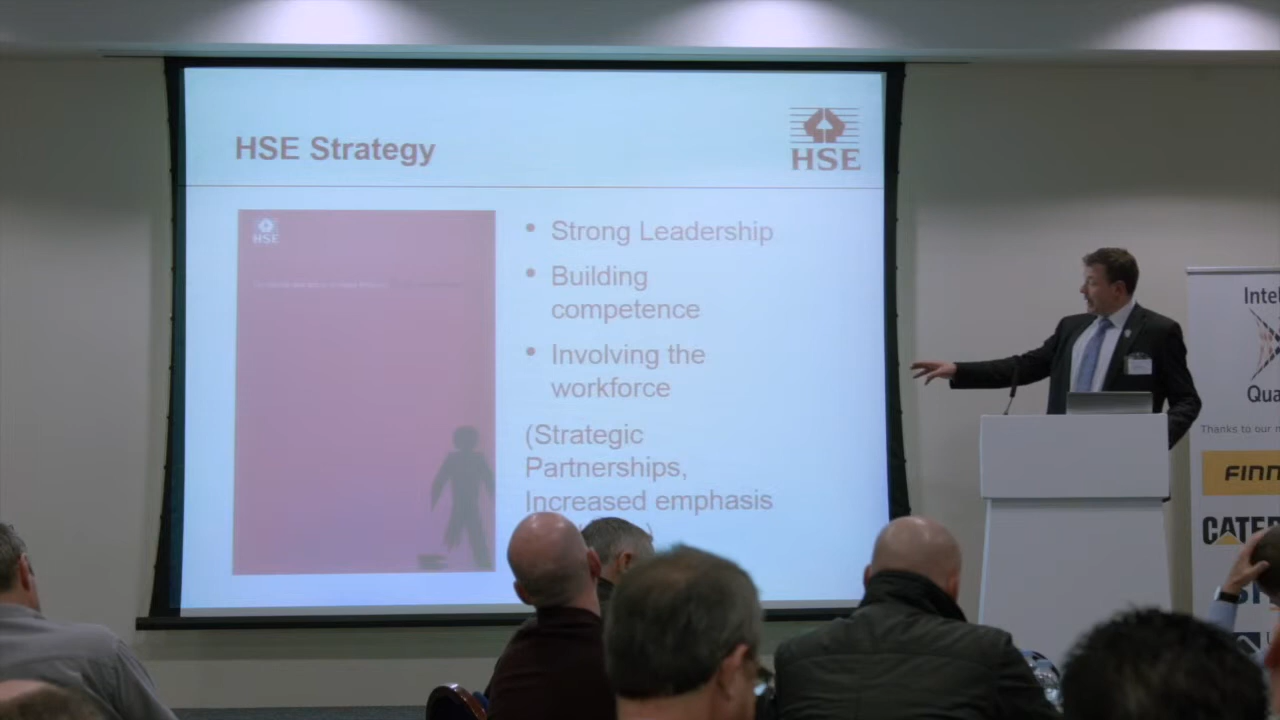 HSE Strategy
HSE
HSE
• Strong Leadership
• Building
competence
• Involving the
workforce
(Strategic
Partnerships,
Increased emphasis
Thanks to our